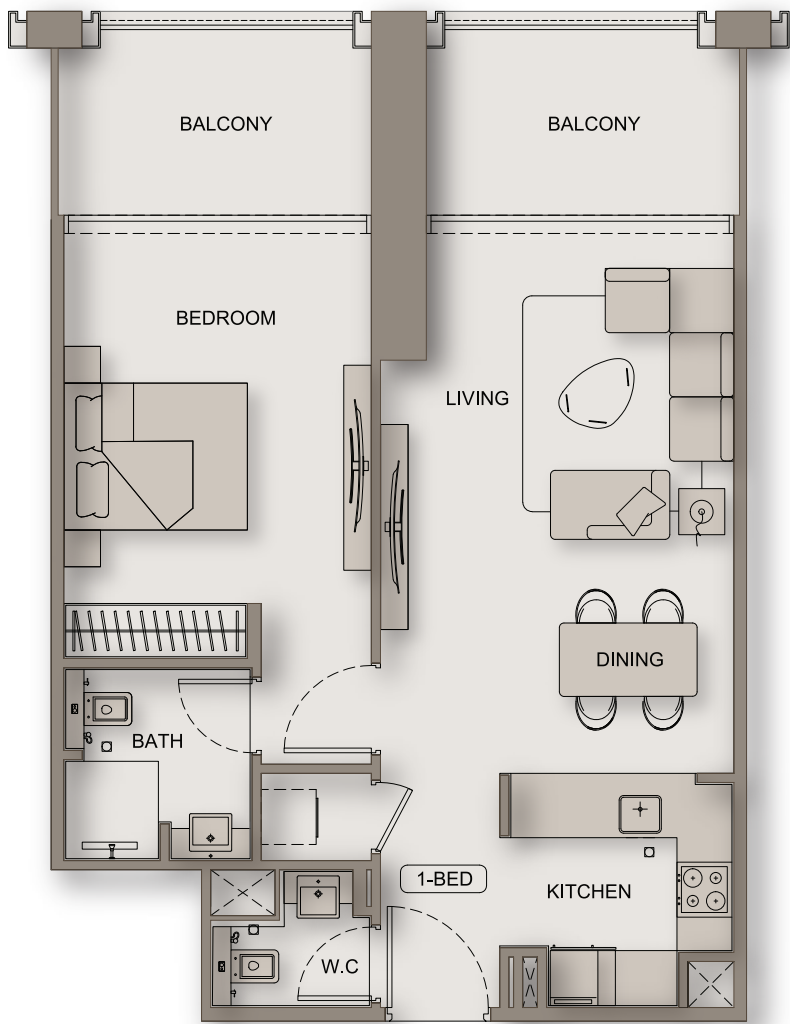 BALCONY
BALCONY
BEDROOM
LIVING
DINING
BATH
1-BED
KITCHEN
W.C